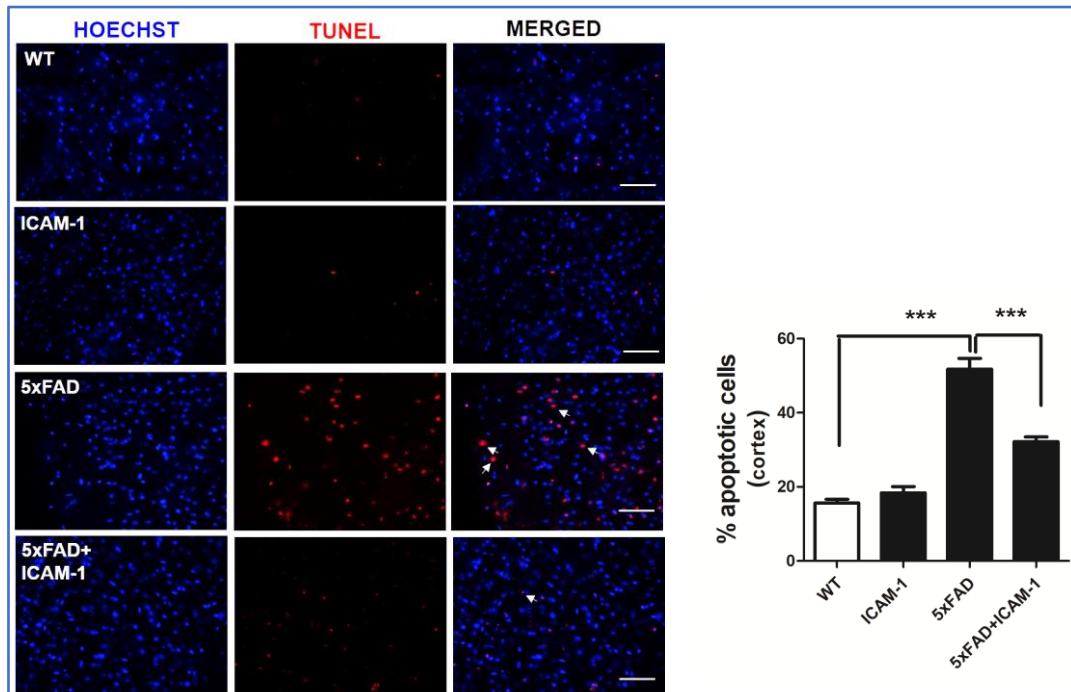 HOECHST TUNEL MERGED
WT
ICAM-1
5xFAD
5xFAD+
ICAM-1
*** ***
% apoptotic cells
(cortex)
60
40
20
0
WT
ICAM-1
5xFAD
5xFAD+ICAM-1